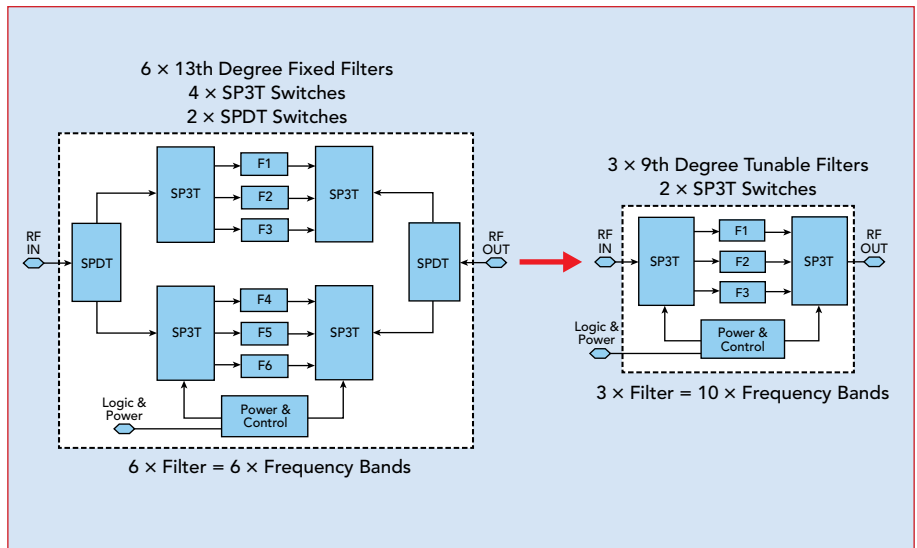 6 × 13th Degree Fixed Filters
4 × SP3T Switches
2 × SPDT Switches
RF
IN
SPDT
SP3T
F1
F2
F3
SP3T
SP3T
F4
F5
F6
SP3T
SPDT
RF
OUT
Logic &
Power
Power &
Control
6 × Filter = 6 × Frequency Bands
3 × 9th Degree Tunable Filters
2 × SP3T Switches
RF
IN
SP3T
F1
F2
F3
SP3T
RF
OUT
Logic &
Power
Power &
Control
3 × Filter = 10 × Frequency Bands